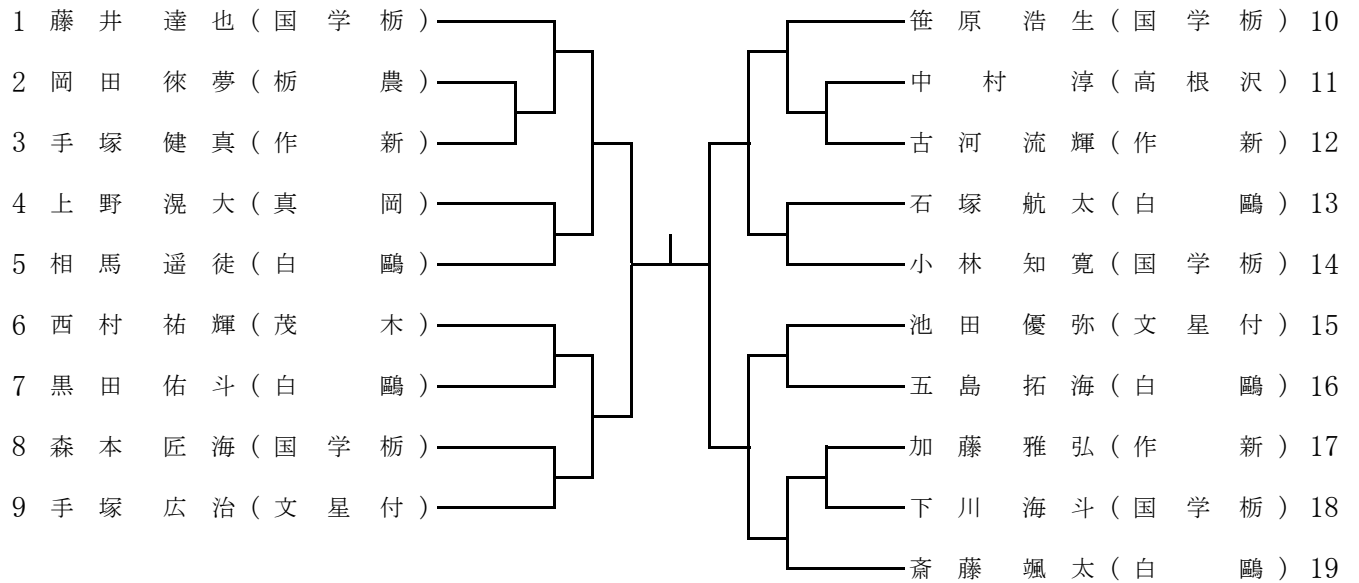 1 藤井 達也(国学栃)
2 岡田 徠夢(栃 農)
3 手塚 健真(作 新)
4 上野 滉大(真 岡)
5 相馬 遥徒(白 鷗)
6 西村 祐輝(茂 木)
7 黒田 佑斗(白 鷗)
8 森本 匠海(国学栃)
9 手塚 広治(文星付)
笹原 浩生(国学栃) 10
中村 淳(高根沢) 11
古河 流輝(作 新) 12
石塚 航太(白 鷗) 13
小林 知寛(国学栃) 14
池田 優弥(文星付) 15
五島 拓海(白 鷗) 16
加藤 雅弘(作 新) 17
下川 海斗(国学栃) 18
斎藤 颯太(白 鷗) 19